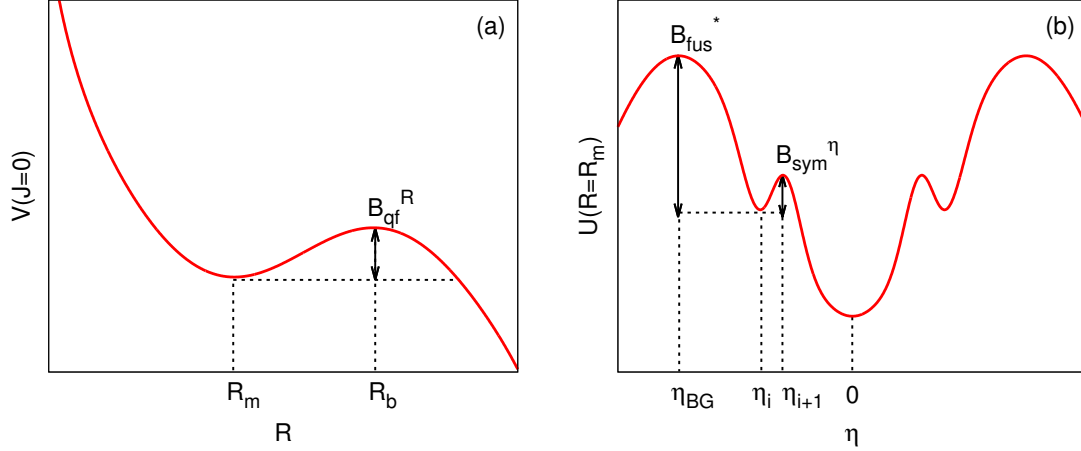 (a)
V(J=0)
B_qf^R
R_m
R_b
R
(b)
U(R=R_m)
B_fus^*
B_sym^η
η_BG
η_i
η_i+1
0
η